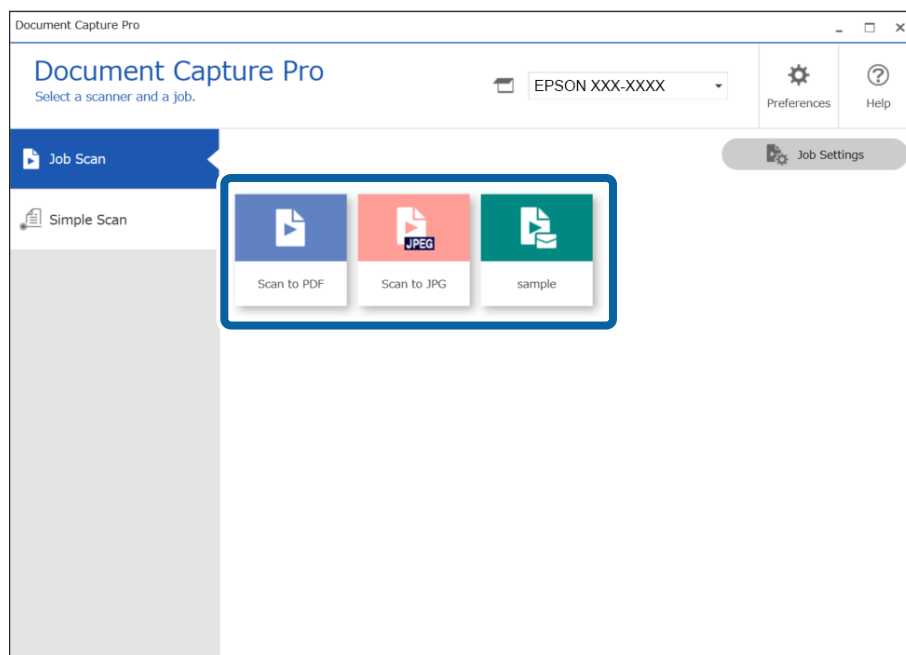 Document Capture Pro
Document Capture Pro
Select a scanner and a job.
EPSON XXX-XXXX
Preferences
Help
Job Scan
Job Settings
Simple Scan
JPEG
Scan to PDF
Scan to JPG
sample